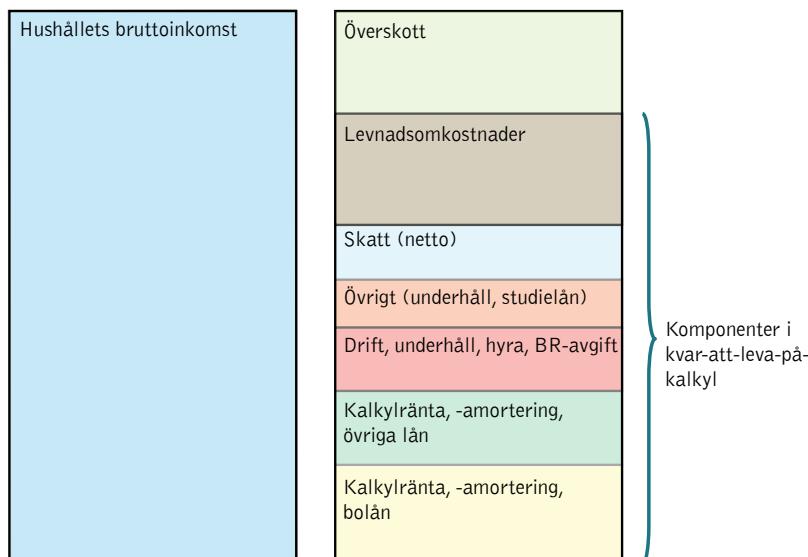 Hushållets bruttoinkomst
Överskott
Levnadsomkostnader
Skatt (netto)
Övrigt (underhåll, studielån)
Drift, underhåll, hyra, BR-avgift
Kalkylränta, -amortering,
övriga lån
Kalkylränta, -amortering,
bolån
Komponenter i
kvar-att-leva-på-
kalkyl